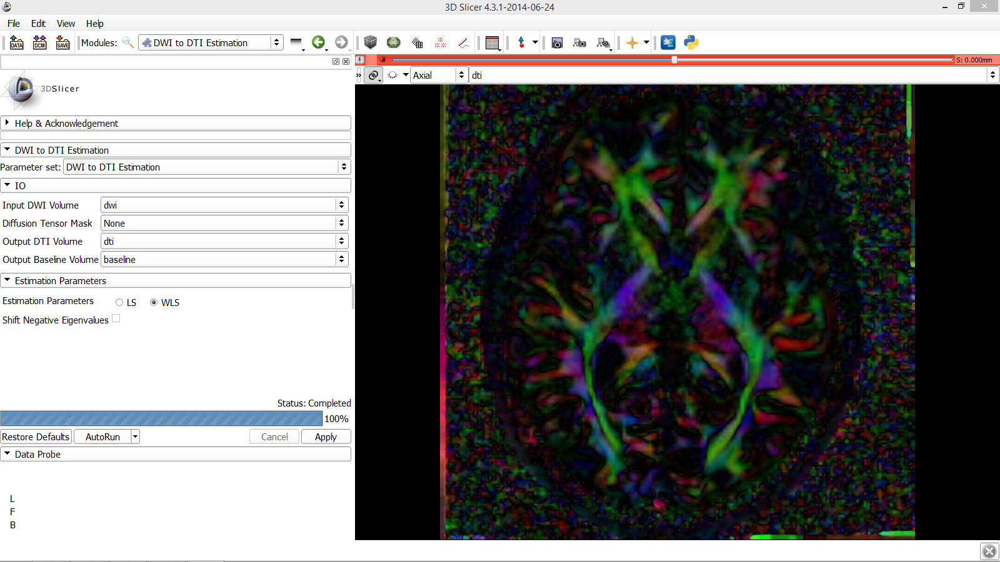 3D Slicer 4.3.1-2014-06-24
File Edit View Help
DATA DCM SAVE Modules: DWI to DTI Estimation
S: 0.000mm
» Axial dti
3DSlicer
Help & Acknowledgement
DWI to DTI Estimation
Parameter set: DWI to DTI Estimation
IO
Input DWI Volume dwi
Diffusion Tensor Mask None
Output DTI Volume dti
Output Baseline Volume baseline
Estimation Parameters
Estimation Parameters LS WLS
Shift Negative Eigenvalues
Status: Completed
100%
Restore Defaults AutoRun Cancel Apply
Data Probe
L
F
B